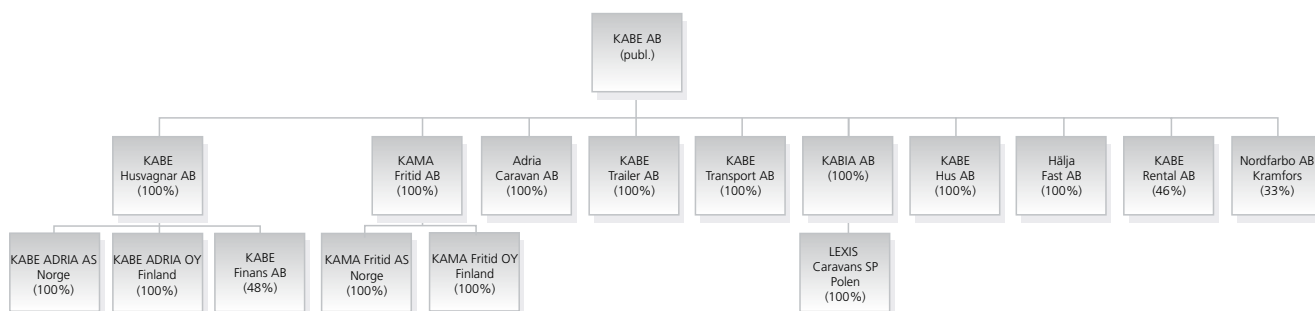 KABE AB
(publ.)
KABE
Husvagnar AB
(100%)
KAMA
Fritid AB
(100%)
Adria
Caravan AB
(100%)
KABE
Trailer AB
(100%)
KABE
Transport AB
(100%)
KABIA AB
(100%)
KABE
Hus AB
(100%)
Hälja
Fast AB
(100%)
KABE
Rental AB
(46%)
Nordfarbo AB
Kramfors
(33%)
KABE ADRIA AS
Norge
(100%)
KABE ADRIA OY
Finland
(100%)
KABE
Finans AB
(48%)
KAMA Fritid AS
Norge
(100%)
KAMA Fritid OY
Finland
(100%)
LEXIS
Caravans SP
Polen
(100%)